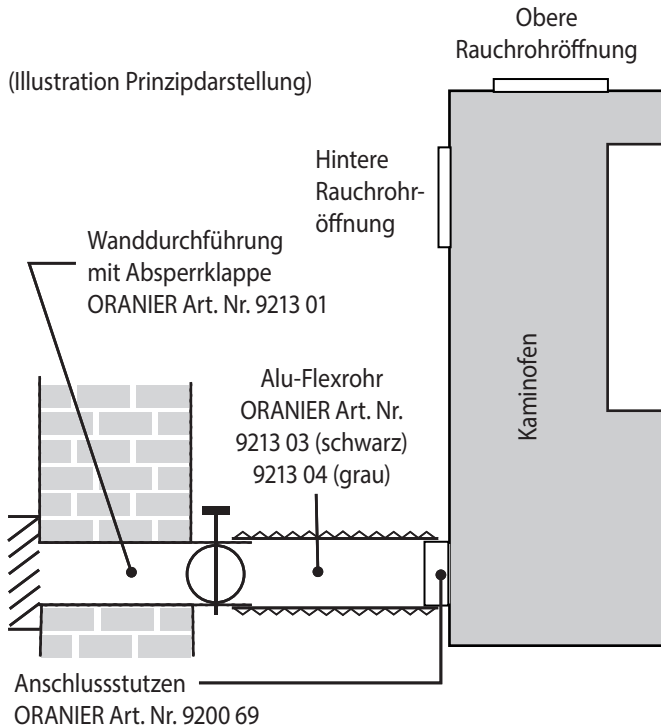 Obere
Rauchrohröffnung
(Illustration Prinzipdarstellung)
Hintere
Rauchrohr-
öffnung
Wanddurchführung
mit Absperrklappe
ORANIER Art. Nr. 9213 01
Kaminofen
Alu-Flexrohr
ORANIER Art. Nr.
9213 03 (schwarz)
9213 04 (grau)
Anschlussstutzen
ORANIER Art. Nr. 9200 69